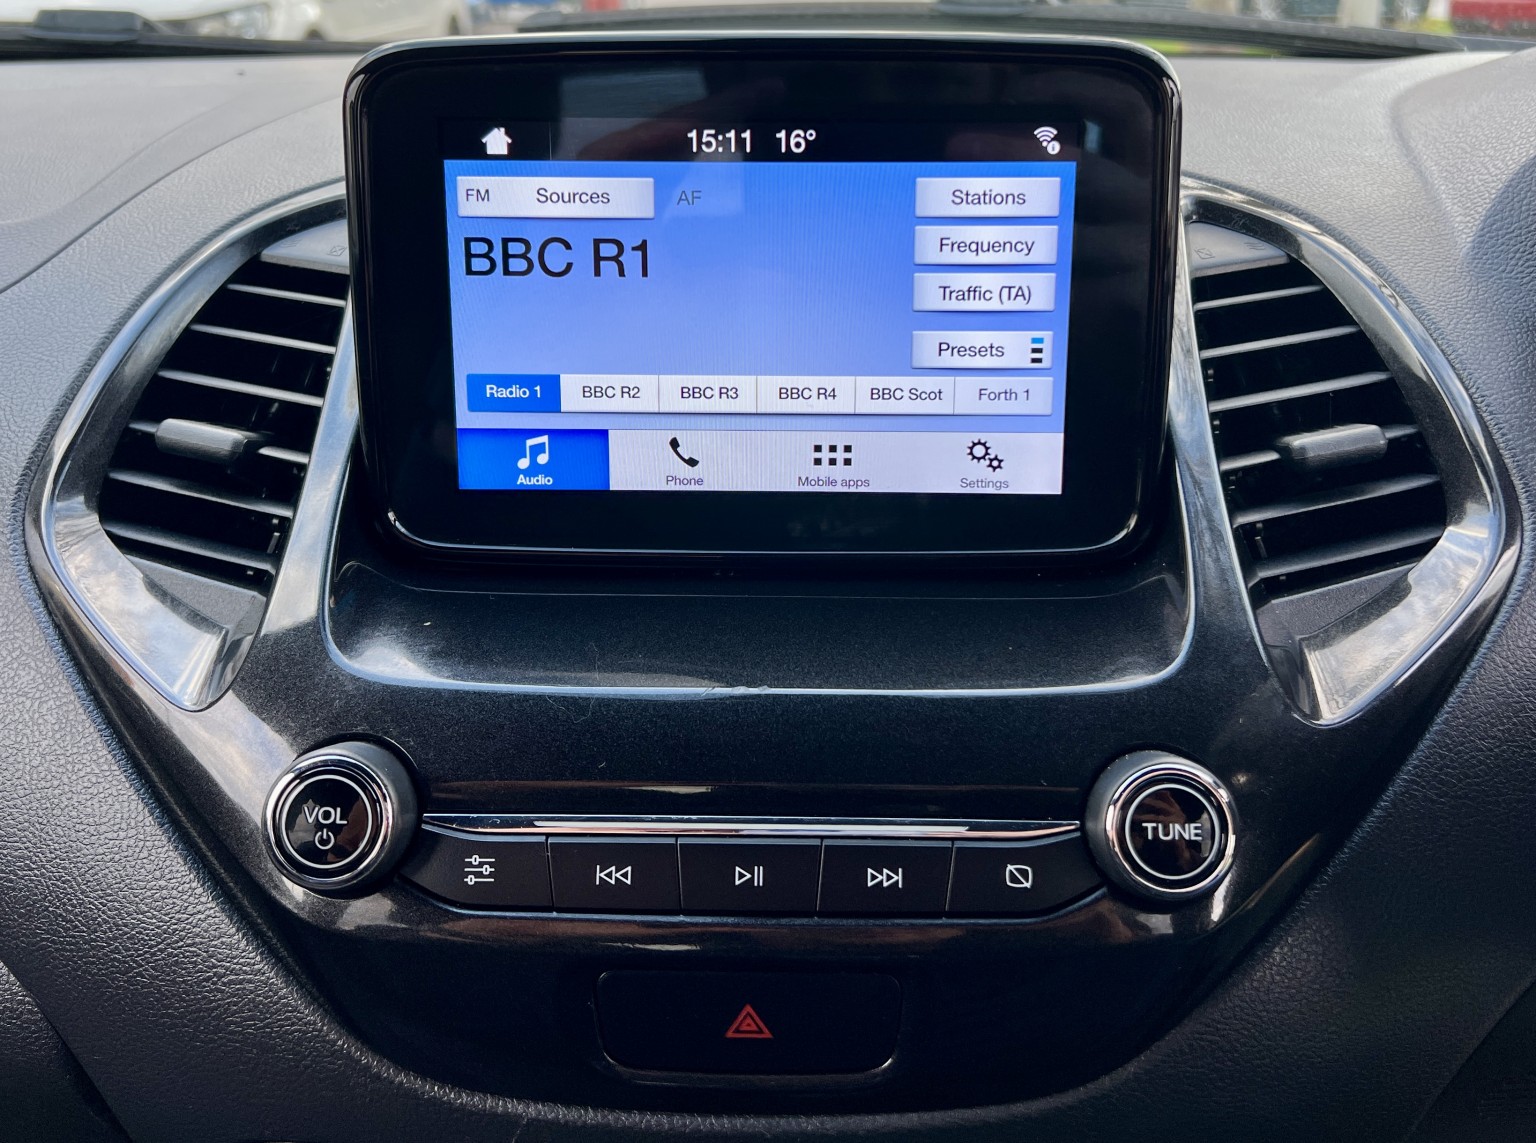 15:11 16°
FM Sources AF Stations
BBC R1
Frequency
Traffic (TA)
Presets
Radio 1 BBC R2 BBC R3 BBC R4 BBC Scot Forth 1
Audio Phone Mobile apps Settings
VOL
TUNE